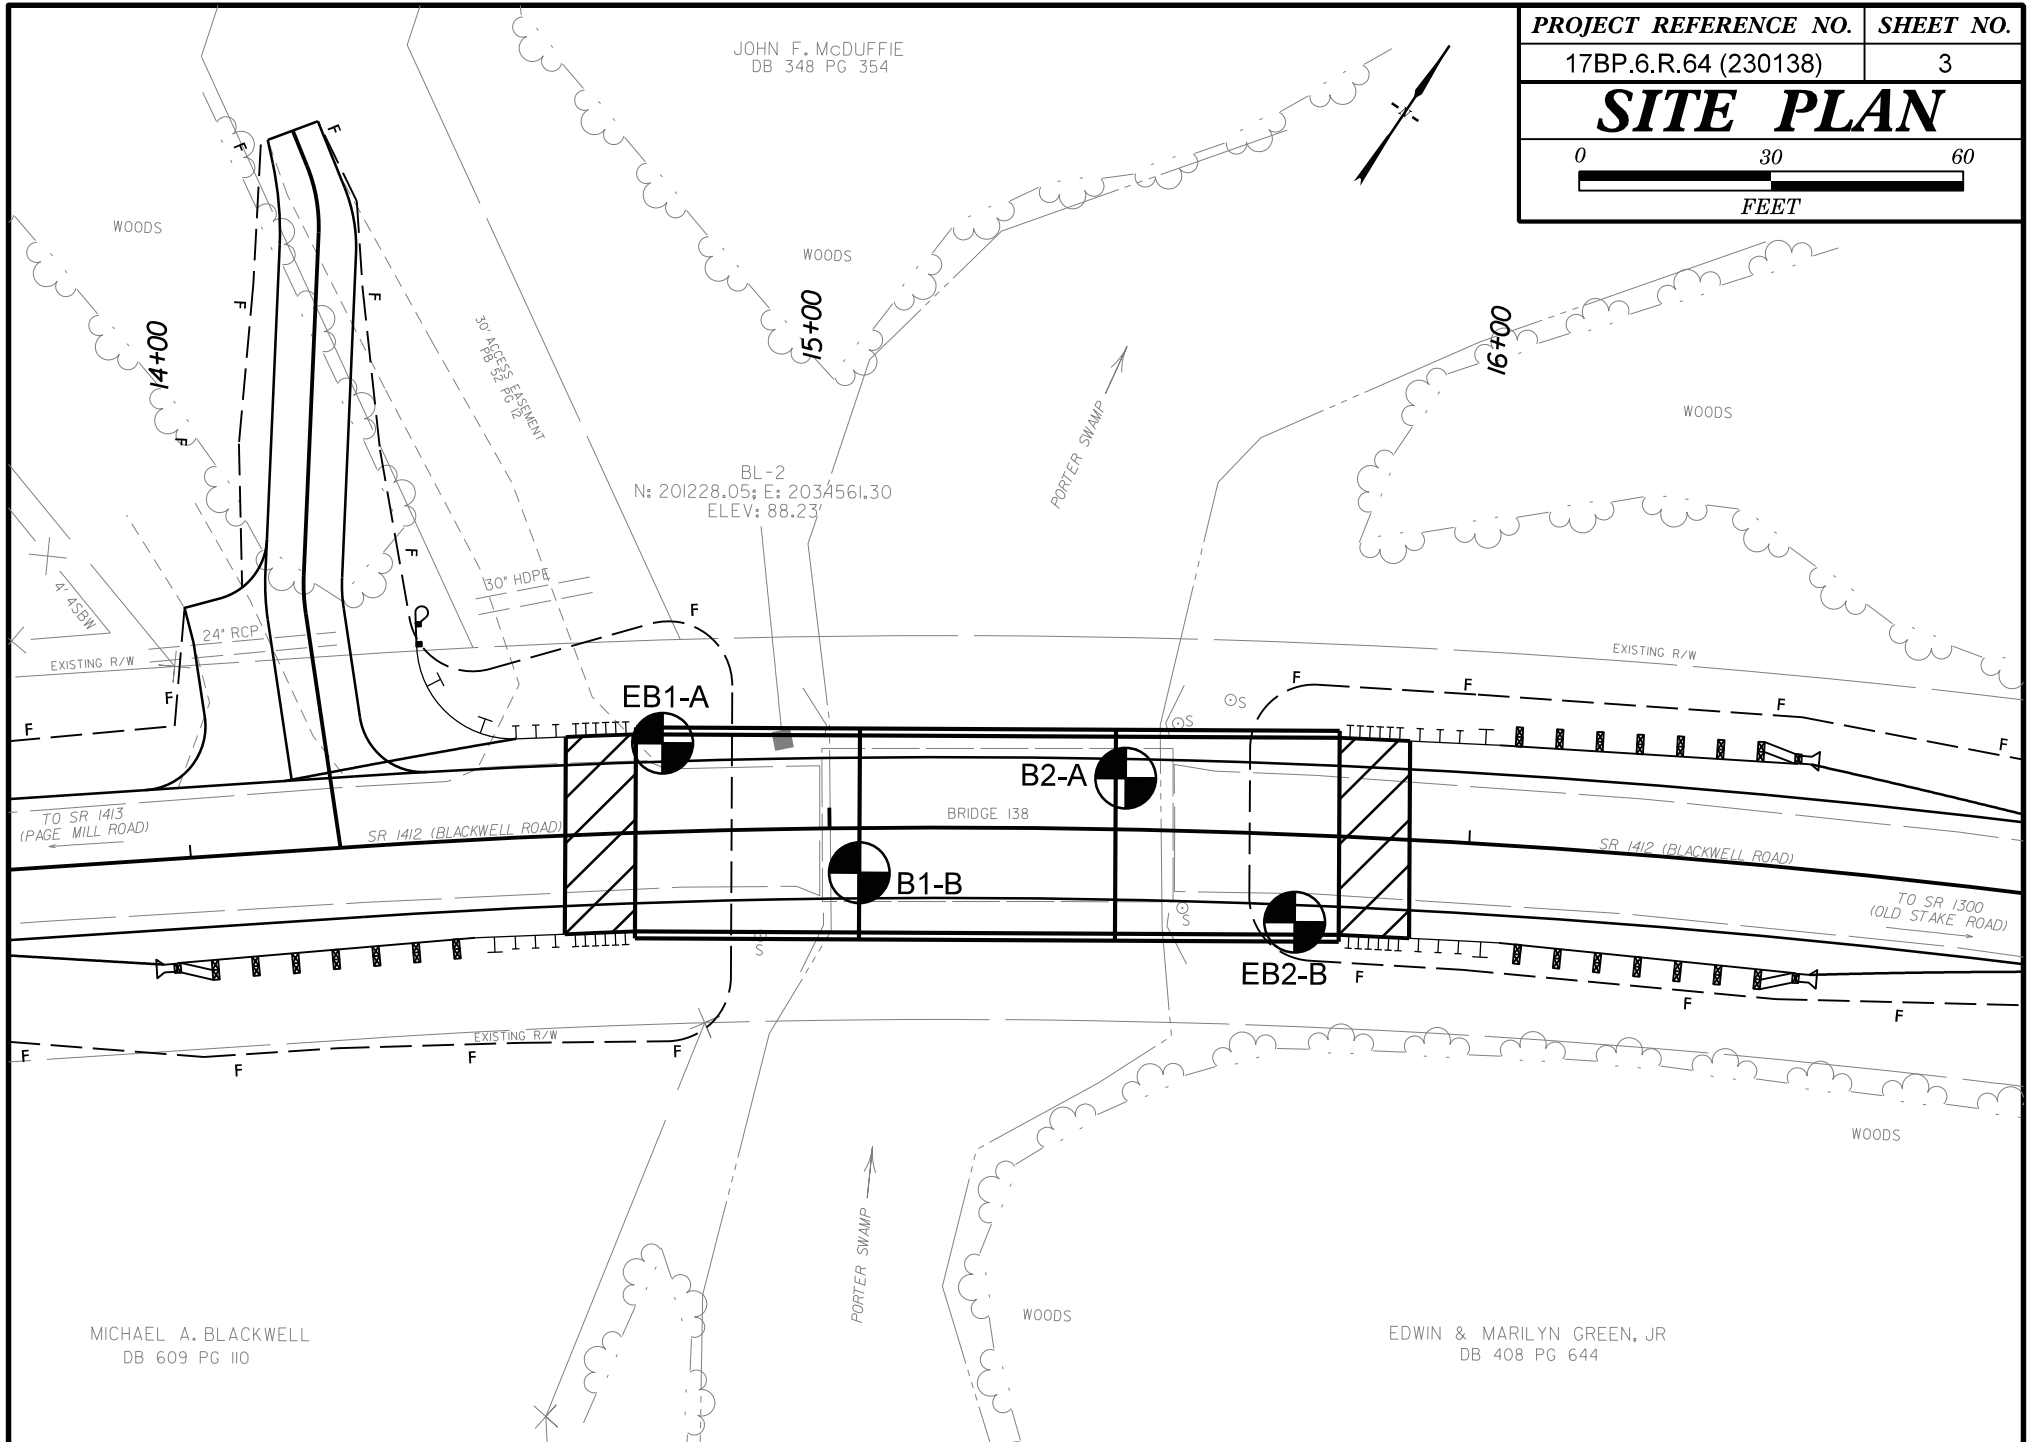 PROJECT REFERENCE NO. SHEET NO.
17BP.6.R.64 (230138) 3
SITE PLAN
0 30 60
FEET
JOHN F. McDUFFIE
DB 348 PG 354
N
WOODS
WOODS
14+00
15+00
16+00
30' ACCESS EASEMENT
PB 52 PG 12
WOODS
PORTER SWAMP
BL-2
N: 201228.05; E: 2034561.30
ELEV: 88.23'
4' 4SBW
24" RCP
30" HDPE
EXISTING R/W
EXISTING R/W
F
F
F
F
F
F
F
F
F
F
F
F
F
F
EB1-A
S
S
B2-A
BRIDGE 138
TO SR 1413
(PAGE MILL ROAD)
SR 1412 (BLACKWELL ROAD)
SR 1412 (BLACKWELL ROAD)
B1-B
TO SR 1300
(OLD STAKE ROAD)
S
S
EB2-B
F
F
F
EXISTING R/W
F
F
F
F
WOODS
PORTER SWAMP
WOODS
MICHAEL A. BLACKWELL
DB 609 PG 110
EDWIN & MARILYN GREEN, JR
DB 408 PG 644